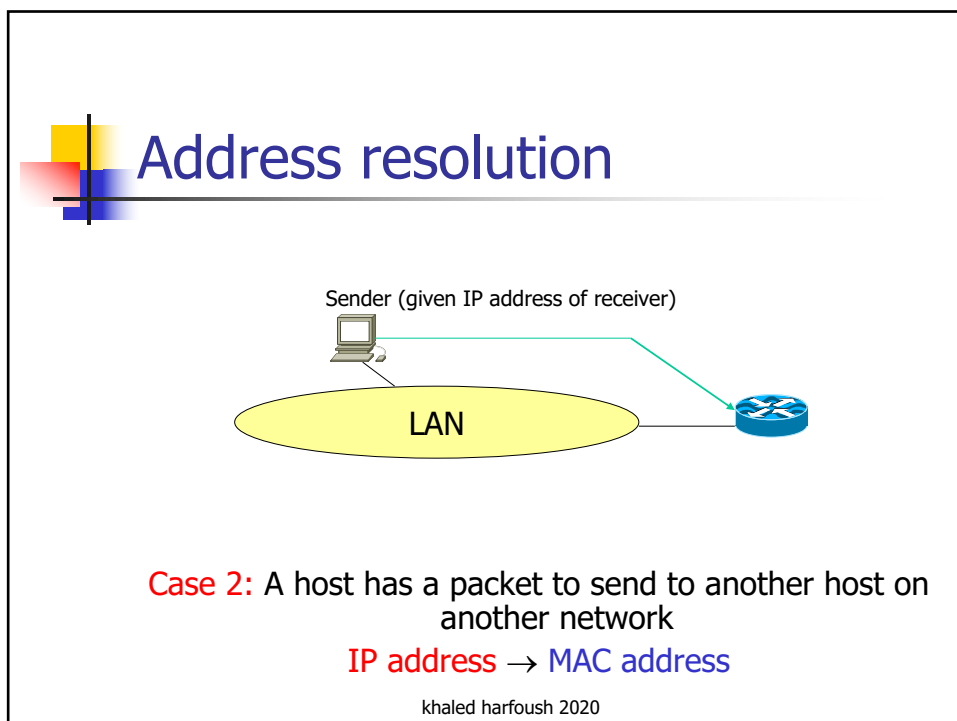 Address resolution
Sender (given IP address of receiver)
LAN
Case 2: A host has a packet to send to another host on
another network
IP address → MAC address
khaled harfoush 2020